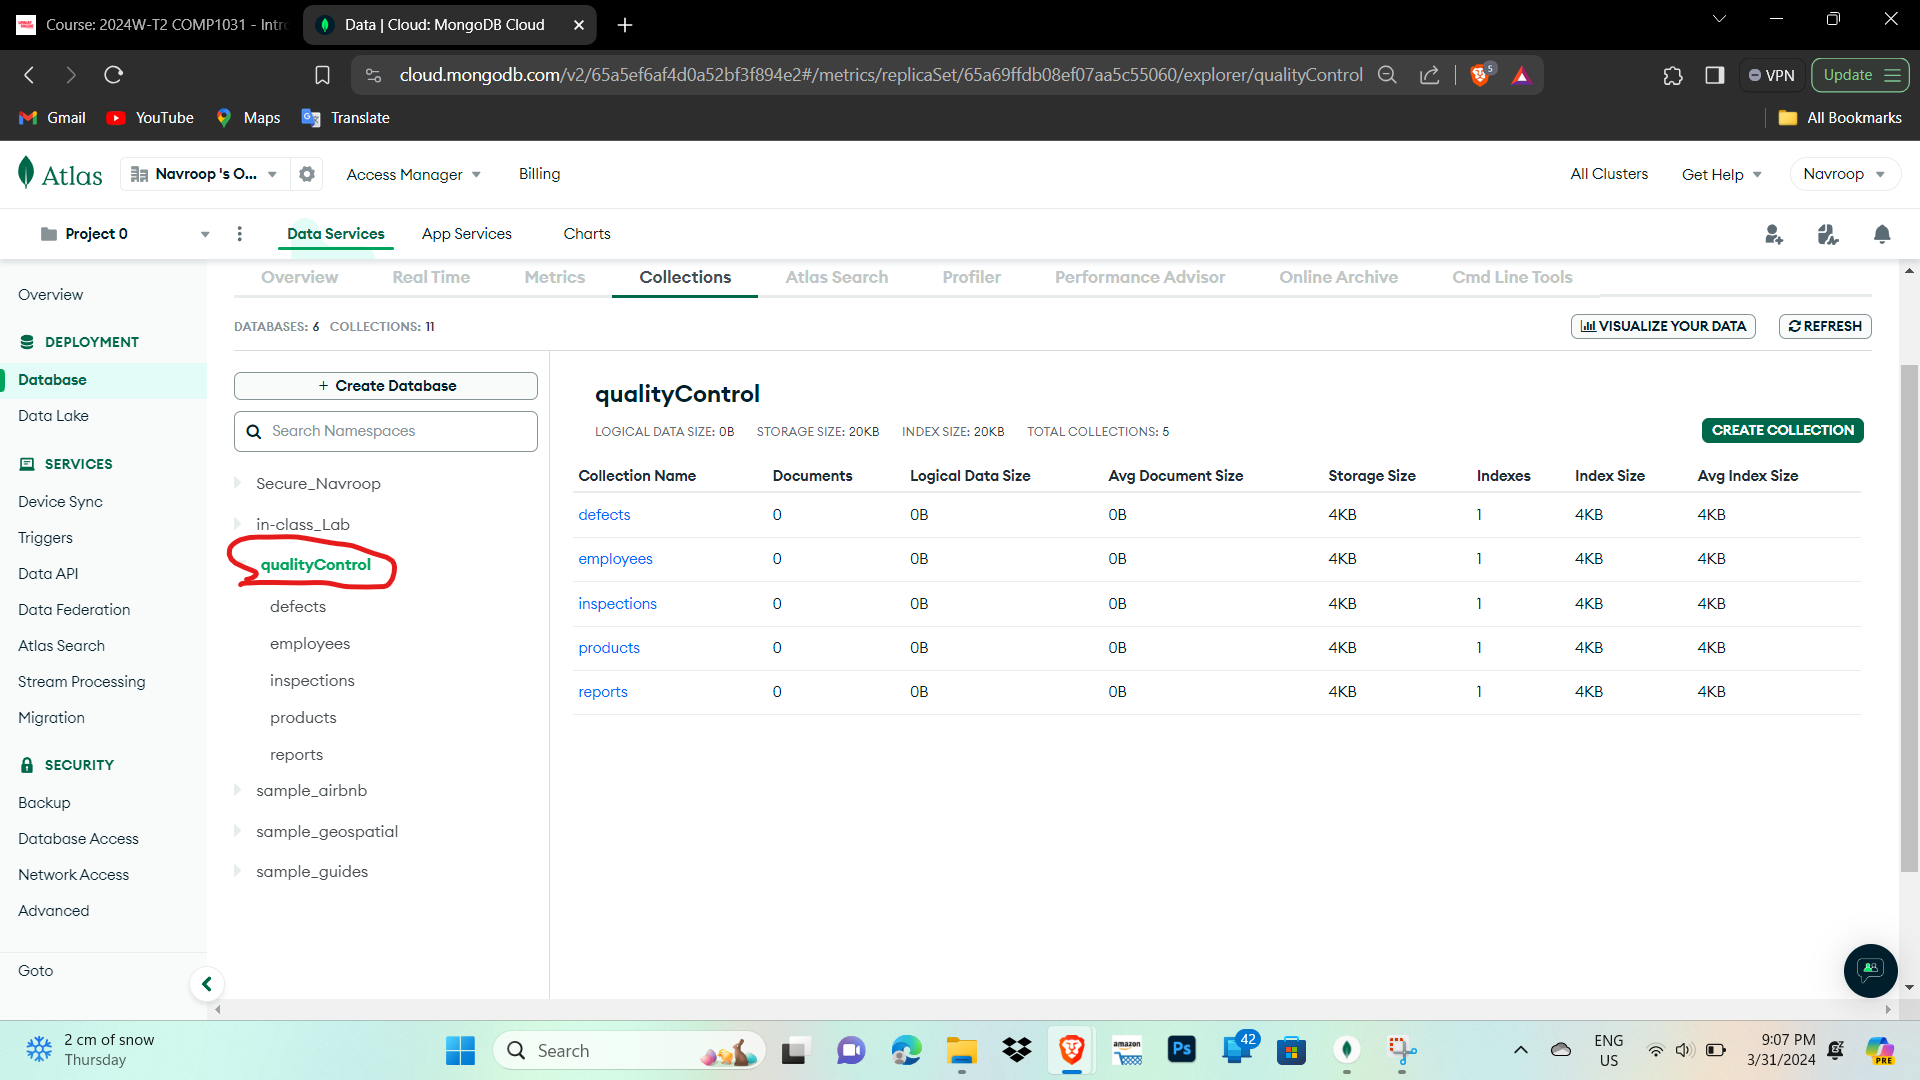 Course: 2024W-T2 COMP1031 - Intro
Data | Cloud: MongoDB Cloud
cloud.mongodb.com/v2/65a5ef6af4d0a52bf3f894e2#/metrics/replicaSet/65a69ffdb08ef07aa5c55060/explorer/qualityControl
5
VPN
Update
Gmail YouTube Maps Translate
All Bookmarks
Atlas
Navroop 's O... Access Manager Billing
All Clusters Get Help Navroop
Project 0 Data Services App Services Charts
Overview Real Time Metrics Collections Atlas Search Profiler Performance Advisor Online Archive Cmd Line Tools
Overview
DEPLOYMENT
Database
Data Lake
SERVICES
Device Sync
Triggers
Data API
Data Federation
Atlas Search
Stream Processing
Migration
SECURITY
Backup
Database Access
Network Access
Advanced
Goto
DATABASES: 6 COLLECTIONS: 11
VISUALIZE YOUR DATA REFRESH
+ Create Database
Search Namespaces
Secure_Navroop
in-class_Lab
qualityControl
defects
employees
inspections
products
reports
sample_airbnb
sample_geospatial
sample_guides
qualityControl
LOGICAL DATA SIZE: 0B STORAGE SIZE: 20KB INDEX SIZE: 20KB TOTAL COLLECTIONS: 5
CREATE COLLECTION
Collection Name Documents Logical Data Size Avg Document Size Storage Size Indexes Index Size Avg Index Size
defects 0 0B 0B 4KB 1 4KB 4KB
employees 0 0B 0B 4KB 1 4KB 4KB
inspections 0 0B 0B 4KB 1 4KB 4KB
products 0 0B 0B 4KB 1 4KB 4KB
reports 0 0B 0B 4KB 1 4KB 4KB
2 cm of snow
Thursday
Search
amazon
Ps
42
ENG
US
9:07 PM
3/31/2024
PRE